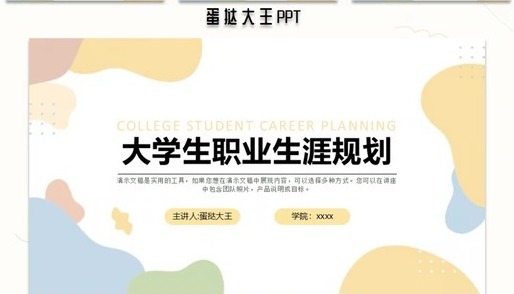 蛋挞大王PPT
COLLEGE STUDENT CAREER PLANNING
大学生职业生涯规划
演示文稿是实用的工具,如果您想在演示文稿中展现内容,可以选择多种方式。您可以在讲座
中包含团队照片,产品说明或目标。
主讲人:蛋挞大王
学院:xxxx